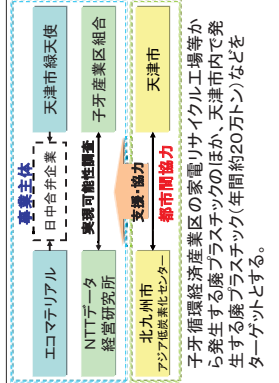 事業主体
エコマテリアル
日中合弁企業
天津市緑天使
NTTデータ
経営研究所
実現可能性調査
子牙産業区組合
支援・協力
北九州市
アジア低炭素化センター
都市間協力
天津市
子牙循環経済産業区の家電リサイクル工場等か
ら発生する廃プラスチックのほか、天津市内で発
生する廃プラスチック(年間約20万トン)などを
ターゲットとする。